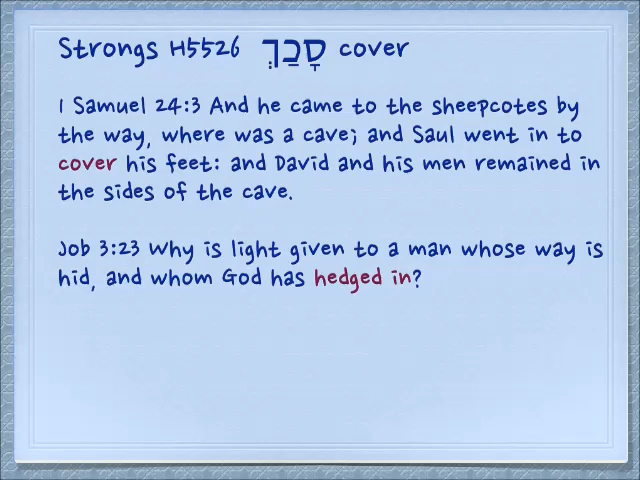 Strongs H5526 סָכַךְ cover
1 Samuel 24:3 And he came to the sheepcotes by
the way, where was a cave; and Saul went in to
cover his feet: and David and his men remained in
the sides of the cave.
Job 3:23 Why is light given to a man whose way is
hid, and whom God has hedged in?